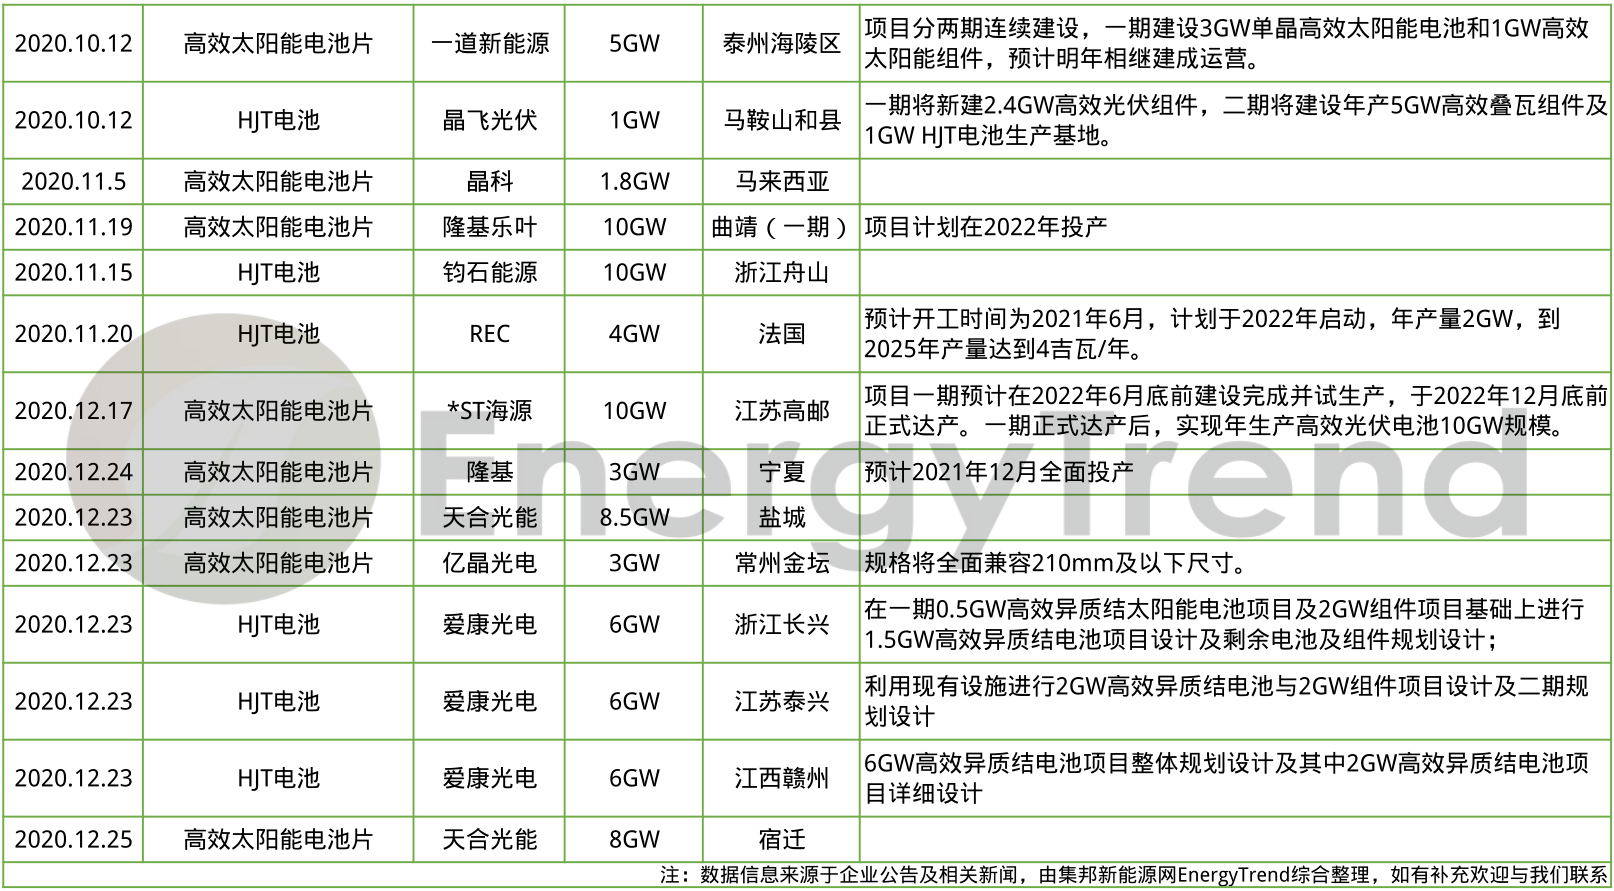 2020.10.12 高效太阳能电池片 一道新能源 5GW 泰州海陵区 项目分两期连续建设，一期建设3GW单晶高效太阳能电池和1GW高效
太阳能组件，预计明年相继建成运营。
2020.10.12 HJT电池 晶飞光伏 1GW 马鞍山和县 一期将新建2.4GW高效光伏组件，二期将建设年产5GW高效叠瓦组件及
1GW HJT电池生产基地。
2020.11.5 高效太阳能电池片 晶科 1.8GW 马来西亚
2020.11.19 高效太阳能电池片 隆基乐叶 10GW 曲靖（一期） 项目计划在2022年投产
2020.11.15 HJT电池 钧石能源 10GW 浙江舟山
2020.11.20 HJT电池 REC 4GW 法国 预计开工时间为2021年6月，计划于2022年启动，年产量2GW，到
2025年产量达到4吉瓦/年。
2020.12.17 高效太阳能电池片 *ST海源 10GW 江苏高邮 项目一期预计在2022年6月底前建设完成并试生产，于2022年12月底前
正式达产。一期正式达产后，实现年生产高效光伏电池10GW规模。
2020.12.24 高效太阳能电池片 隆基 3GW 宁夏 预计2021年12月全面投产
2020.12.23 高效太阳能电池片 天合光能 8.5GW 盐城
2020.12.23 高效太阳能电池片 亿晶光电 3GW 常州金坛 规格将全面兼容210mm及以下尺寸。
2020.12.23 HJT电池 爱康光电 6GW 浙江长兴 在一期0.5GW高效异质结太阳能电池项目及2GW组件项目基础上进行
1.5GW高效异质结电池项目设计及剩余电池及组件规划设计；
2020.12.23 HJT电池 爱康光电 6GW 江苏泰兴 利用现有设施进行2GW高效异质结电池与2GW组件项目设计及二期规
划设计
2020.12.23 HJT电池 爱康光电 6GW 江西赣州 6GW高效异质结电池项目整体规划设计及其中2GW高效异质结电池项
目详细设计
2020.12.25 高效太阳能电池片 天合光能 8GW 宿迁
注：数据信息来源于企业公告及相关新闻，由集邦新能源网EnergyTrend综合整理，如有补充欢迎与我们联系
EnergyTrend